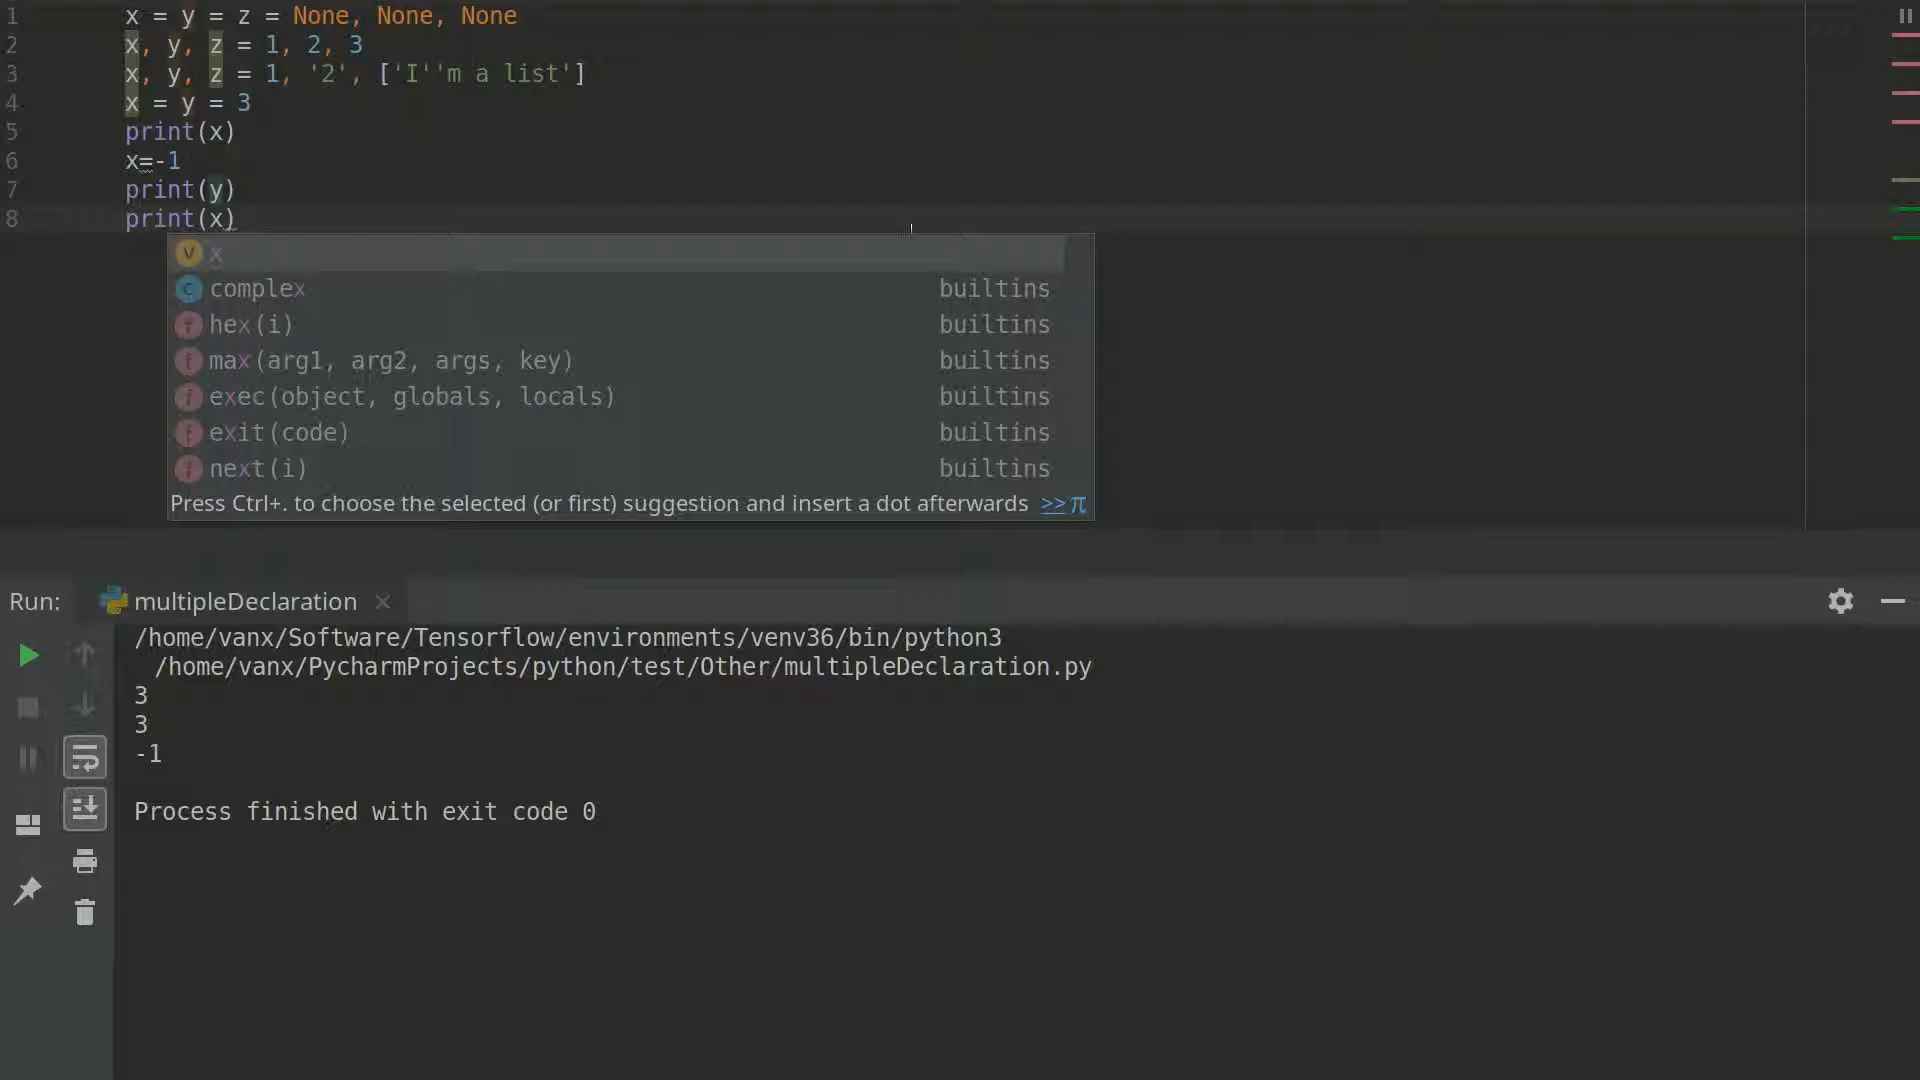 1 x = y = z = None, None, None
2 x, y, z = 1, 2, 3
3 x, y, z = 1, '2', ['I''m a list']
4 x = y = 3
5 print(x)
6 x=-1
7 print(y)
8 print(x)
V x
c complex builtins
f hex(i) builtins
f max(arg1, arg2, args, key) builtins
f exec(object, globals, locals) builtins
f exit(code) builtins
f next(i) builtins
Press Ctrl+. to choose the selected (or first) suggestion and insert a dot afterwards >> π
Run: multipleDeclaration
/home/vanx/Software/Tensorflow/environments/venv36/bin/python3
/home/vanx/PycharmProjects/python/test/Other/multipleDeclaration.py
3
3
-1
Process finished with exit code 0